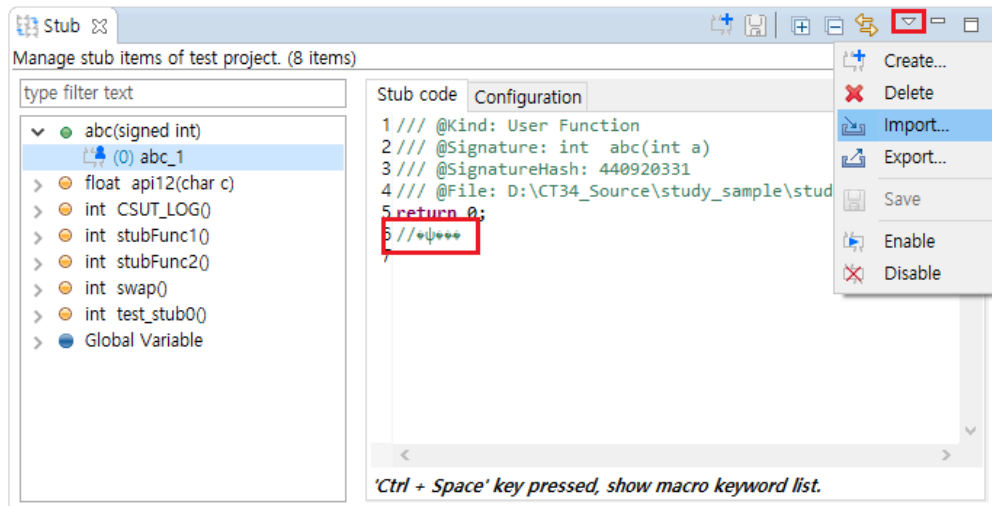 Stub
Manage stub items of test project. (8 items)
type filter text
abc(signed int)
(0) abc_1
float api12(char c)
int CSUT_LOG()
int stubFunc1()
int stubFunc2()
int swap()
int test_stub0()
Global Variable
Stub code Configuration
1 /// @Kind: User Function
2 /// @Signature: int abc(int a)
3 /// @SignatureHash: 440920331
4 /// @File: D:\CT34_Source\study_sample\stud
5 return 0;
6 //�ψ���
7
'Ctrl + Space' key pressed, show macro keyword list.
Create...
Delete
Import...
Export...
Save
Enable
Disable